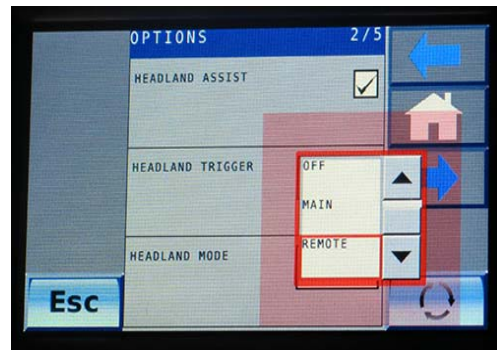 OPTIONS 2/5
HEADLAND ASSIST
HEADLAND TRIGGER
OFF
MAIN
REMOTE
HEADLAND MODE
Esc